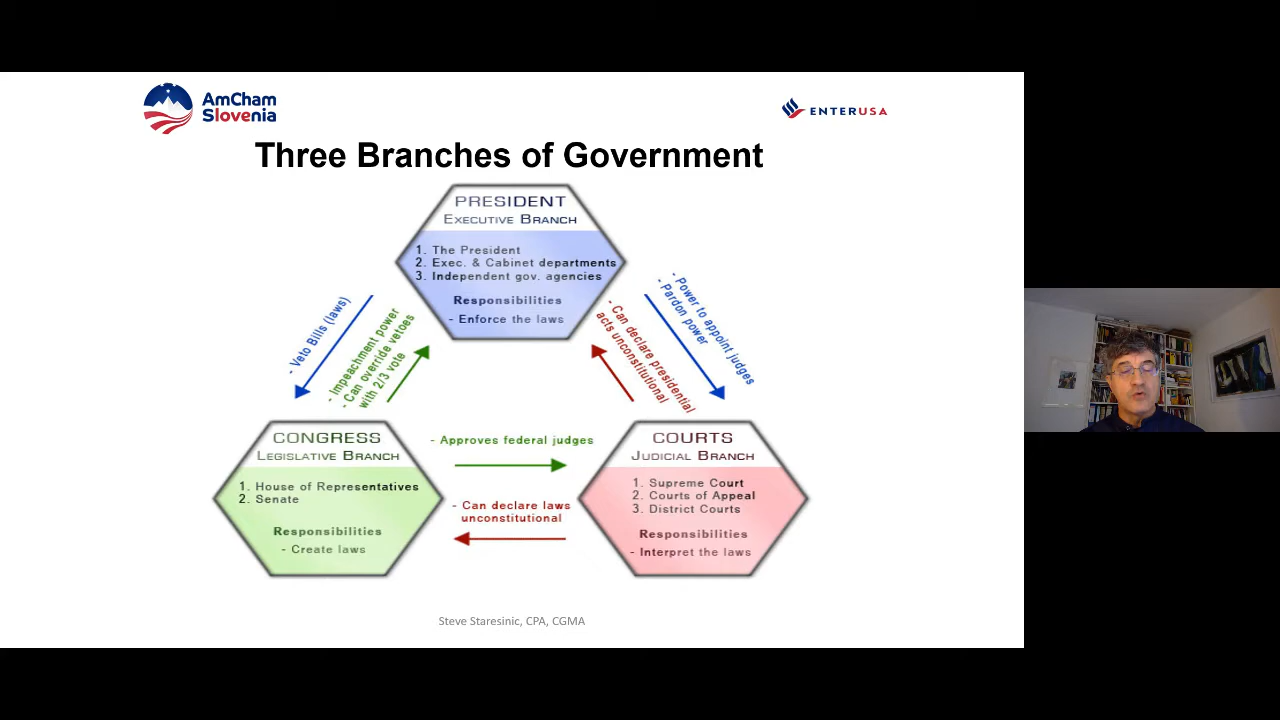 AmCham
Slovenia
ENTERUSA
Three Branches of Government
PRESIDENT
EXECUTIVE BRANCH
1. The President
2. Exec. & Cabinet departments
3. Independent gov. agencies
Responsibilities
- Enforce the laws
- Veto Bills (laws)
- Impeachment power
- Can override vetoes
with 2/3 vote
- Can declare presidential
acts unconstitutional
- Power to appoint judges
- Pardon power
CONGRESS
LEGISLATIVE BRANCH
1. House of Representatives
2. Senate
Responsibilities
- Create laws
- Approves federal judges
- Can declare laws
unconstitutional
COURTS
JUDICIAL BRANCH
1. Supreme Court
2. Courts of Appeal
3. District Courts
Responsibilities
- Interpret the laws
Steve Staresinic, CPA, CGMA